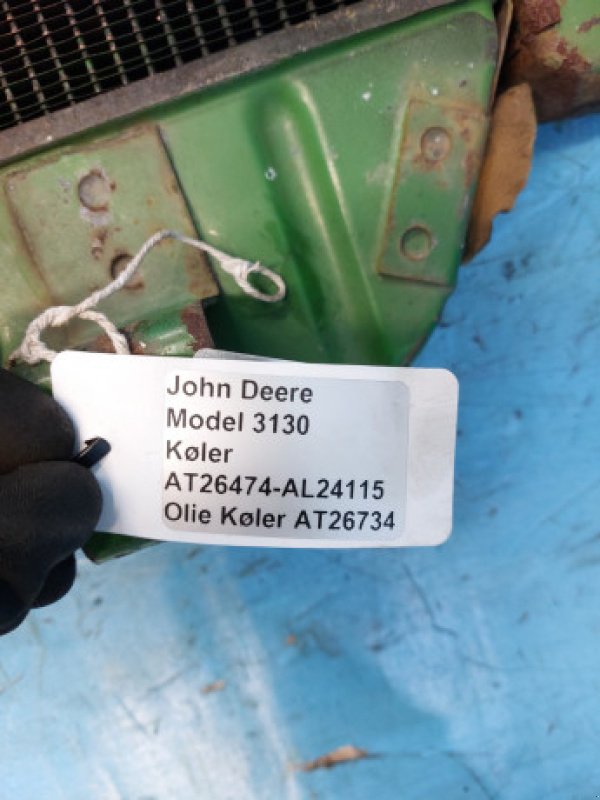 John Deere
Model 3130
Køler
AT26474-AL24115
Olie Køler AT26734